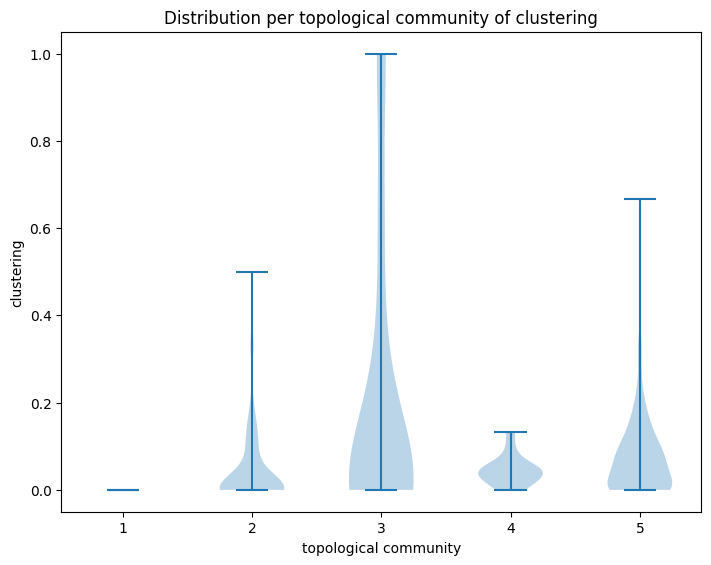 Distribution per topological community of clustering
clustering
1.0
0.8
0.6
0.4
0.2
0.0
1 2 3 4 5
topological community